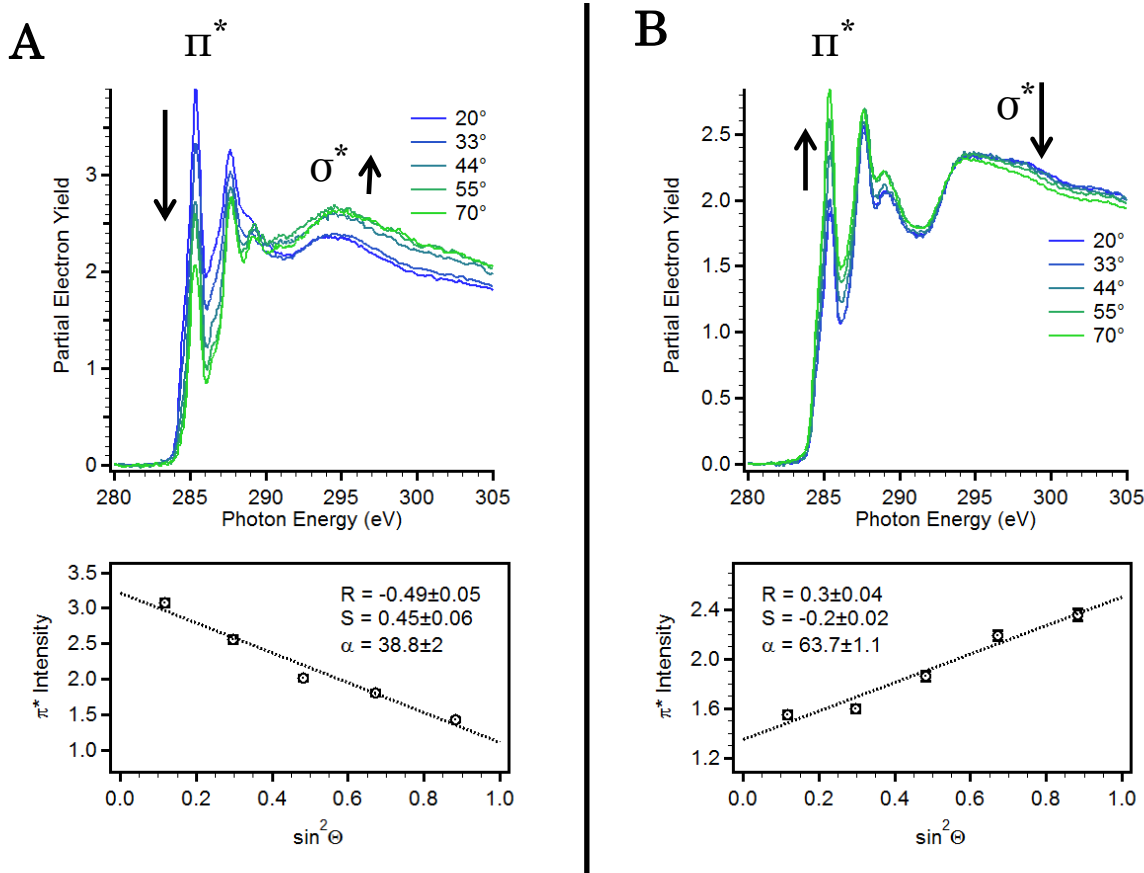 A
Π*
σ*
20°
33°
44°
55°
70°
Partial Electron Yield
3
2
1
0
280
285
290
295
300
305
Photon Energy (eV)
R = -0.49±0.05
S = 0.45±0.06
α = 38.8±2
π* Intensity
3.5
3.0
2.5
2.0
1.5
1.0
0.0
0.2
0.4
0.6
0.8
1.0
sin²Θ
B
Π*
σ*
20°
33°
44°
55°
70°
Partial Electron Yield
2.5
2.0
1.5
1.0
0.5
0.0
280
285
290
295
300
305
Photon Energy (eV)
R = 0.3±0.04
S = -0.2±0.02
α = 63.7±1.1
π* Intensity
2.4
2.0
1.6
1.2
0.0
0.2
0.4
0.6
0.8
1.0
sin²Θ